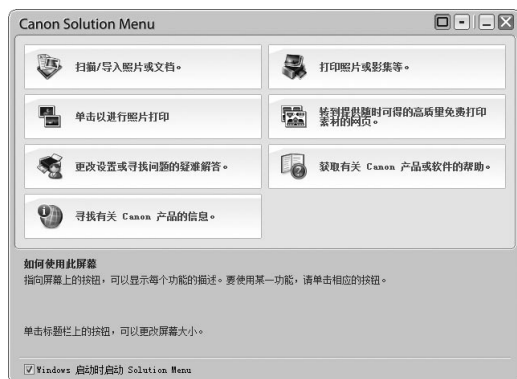 Canon Solution Menu
扫描/导入照片或文档。
打印照片或影集等。
单击以进行照片打印
转到提供随时可得的高质量免费打印
素材的网页。
更改设置或寻找问题的疑难解答。
获取有关 Canon 产品或软件的帮助。
寻找有关 Canon 产品的信息。
如何使用此屏幕
指向屏幕上的按钮，可以显示每个功能的描述。要使用某一功能，请单击相应的按钮。
单击标题栏上的按钮，可以更改屏幕大小。
Windows 启动时启动 Solution Menu